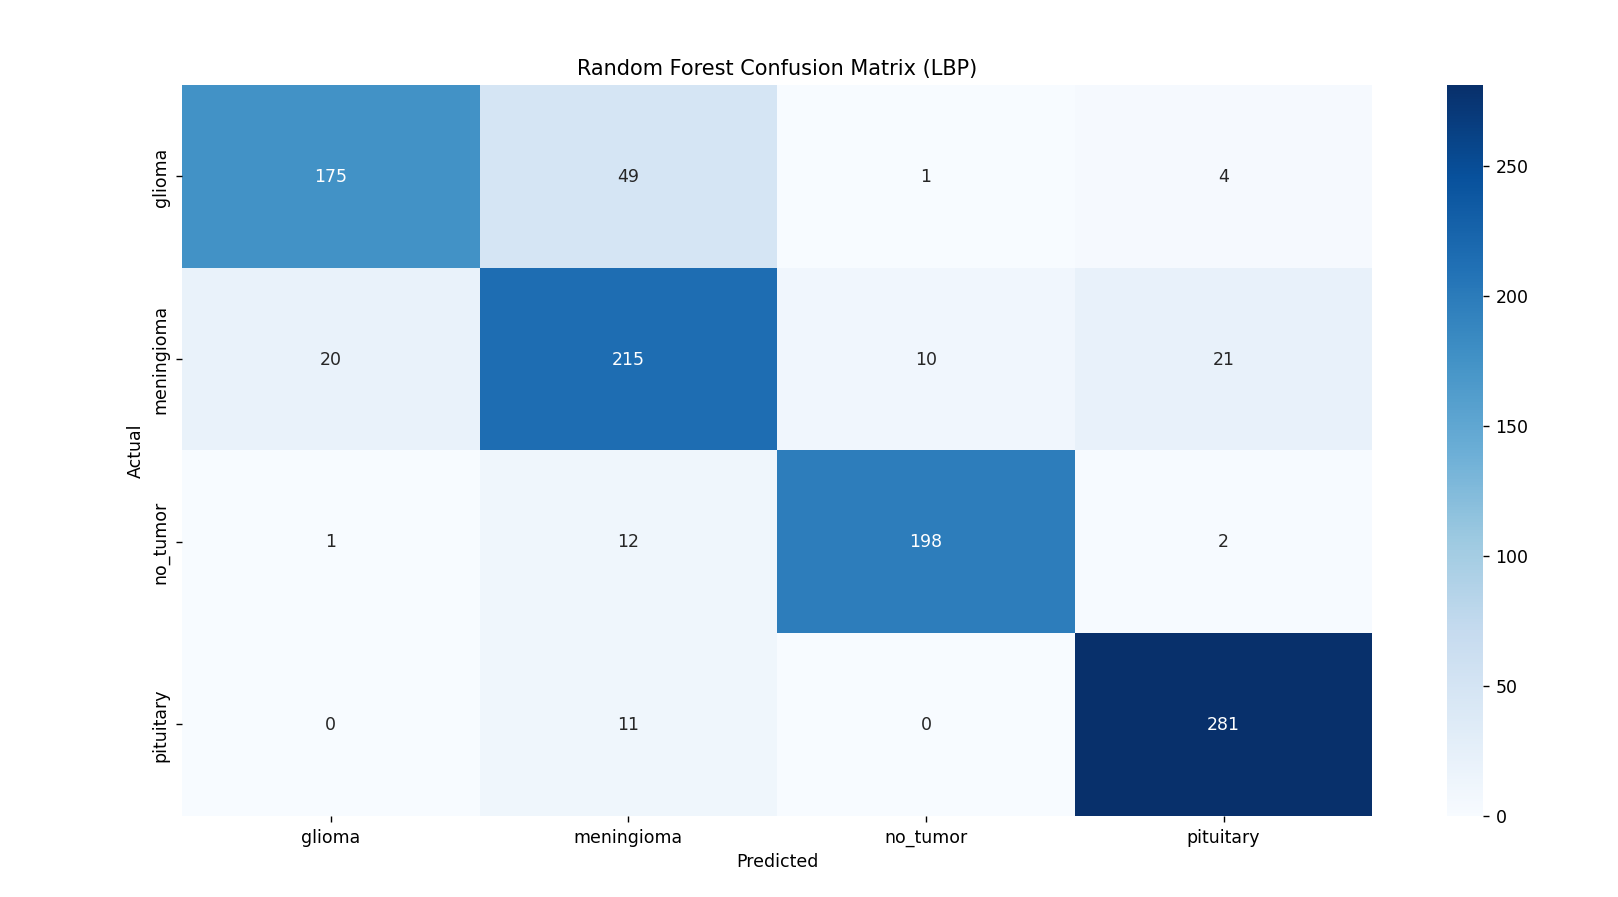 Random Forest Confusion Matrix (LBP)
glioma
175 49 1 4
meningioma
20 215 10 21
no_tumor
1 12 198 2
pituitary
0 11 0 281
Actual
glioma meningioma no_tumor pituitary
Predicted
250
200
150
100
50
0